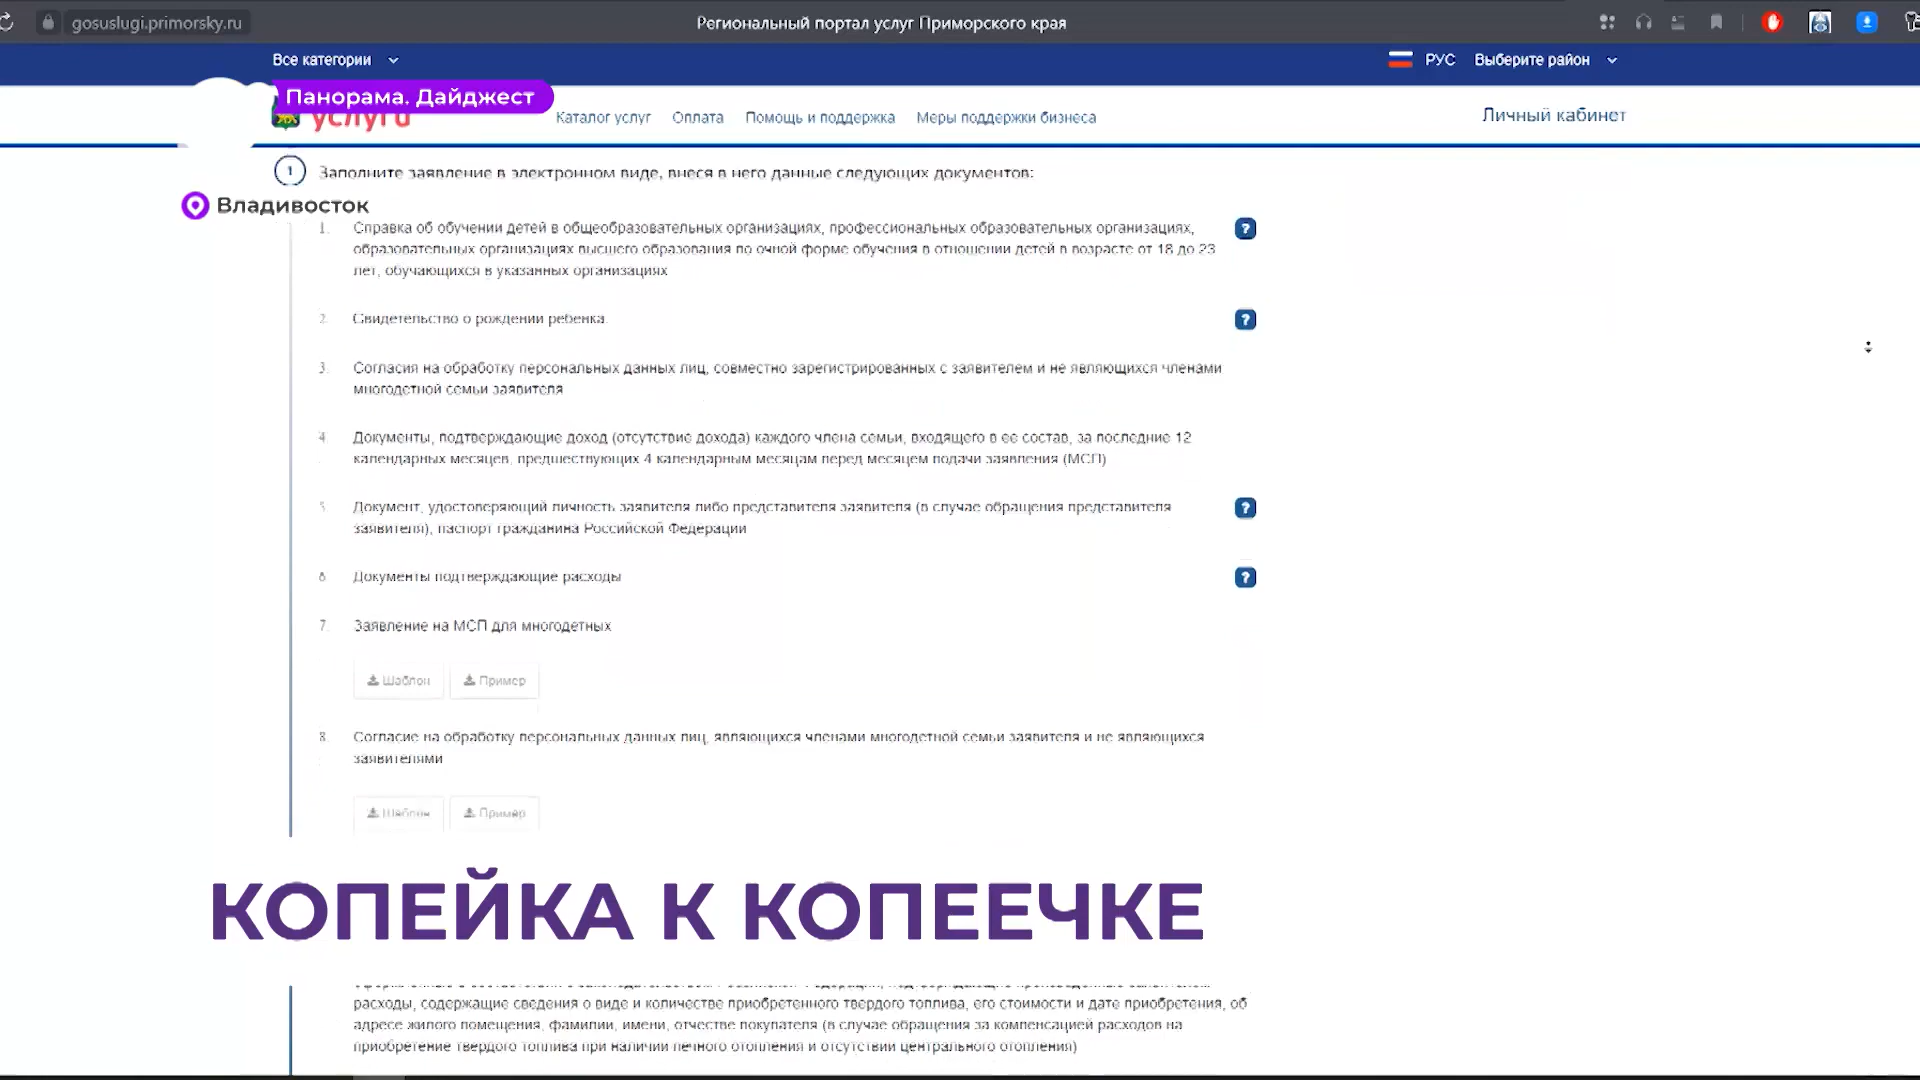 gosuslugi.primorsky.ru
Региональный портал услуг Приморского края
Все категории
РУС
Выберите район
Панорама. Дайджест
услуги
Каталог услуг
Оплата
Помощь и поддержка
Меры поддержки бизнеса
Личный кабинет
1
Заполните заявление в электронном виде, внеся в него данные следующих документов:
Владивосток
1. Справка об обучении детей в общеобразовательных организациях, профессиональных образовательных организациях,
образовательных организациях высшего образования по очной форме обучения в отношении детей в возрасте от 18 до 23
лет, обучающихся в указанных организациях
2. Свидетельство о рождении ребенка.
3. Согласия на обработку персональных данных лиц, совместно зарегистрированных с заявителем и не являющихся членами
многодетной семьи заявителя
4. Документы, подтверждающие доход (отсутствие дохода) каждого члена семьи, входящего в ее состав, за последние 12
календарных месяцев, предшествующих 4 календарным месяцам перед месяцем подачи заявления (МСП)
5. Документ, удостоверяющий личность заявителя либо представителя заявителя (в случае обращения представителя
заявителя), паспорт гражданина Российской Федерации
6. Документы подтверждающие расходы
7. Заявление на МСП для многодетных
Шаблон
Пример
8. Согласие на обработку персональных данных лиц, являющихся членами многодетной семьи заявителя и не являющихся
заявителями
Шаблон
Пример
КОПЕЙКА К КОПЕЕЧКЕ
расходы, содержащие сведения о виде и количестве приобретенного твердого топлива, его стоимости и дате приобретения, об
адресе жилого помещения, фамилии, имени, отчестве покупателя (в случае обращения за компенсацией расходов на
приобретение твердого топлива при наличии печного отопления и отсутствии центрального отопления)